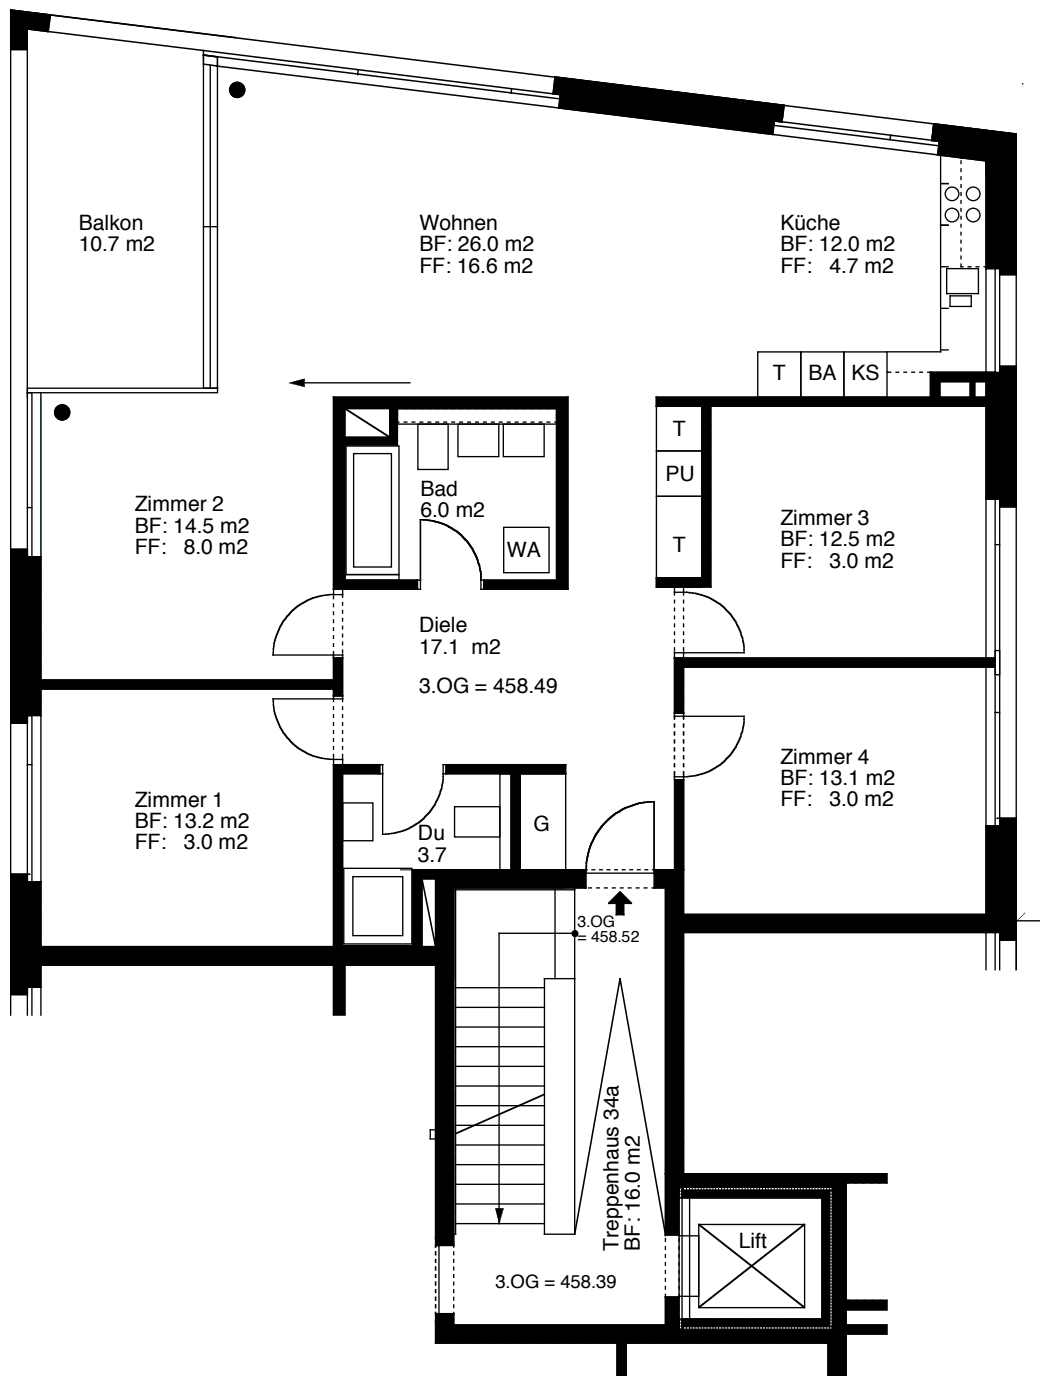 Balkon
10.7 m2
Wohnen
BF: 26.0 m2
FF: 16.6 m2
Küche
BF: 12.0 m2
FF: 4.7 m2
T
BA
KS
T
PU
T
Bad
6.0 m2
WA
Zimmer 2
BF: 14.5 m2
FF: 8.0 m2
Zimmer 3
BF: 12.5 m2
FF: 3.0 m2
Diele
17.1 m2
3.OG = 458.49
Zimmer 1
BF: 13.2 m2
FF: 3.0 m2
Zimmer 4
BF: 13.1 m2
FF: 3.0 m2
Du
3.7
G
3.OG
= 458.52
Treppenhaus 34a
BF: 16.0 m2
Lift
3.OG = 458.39